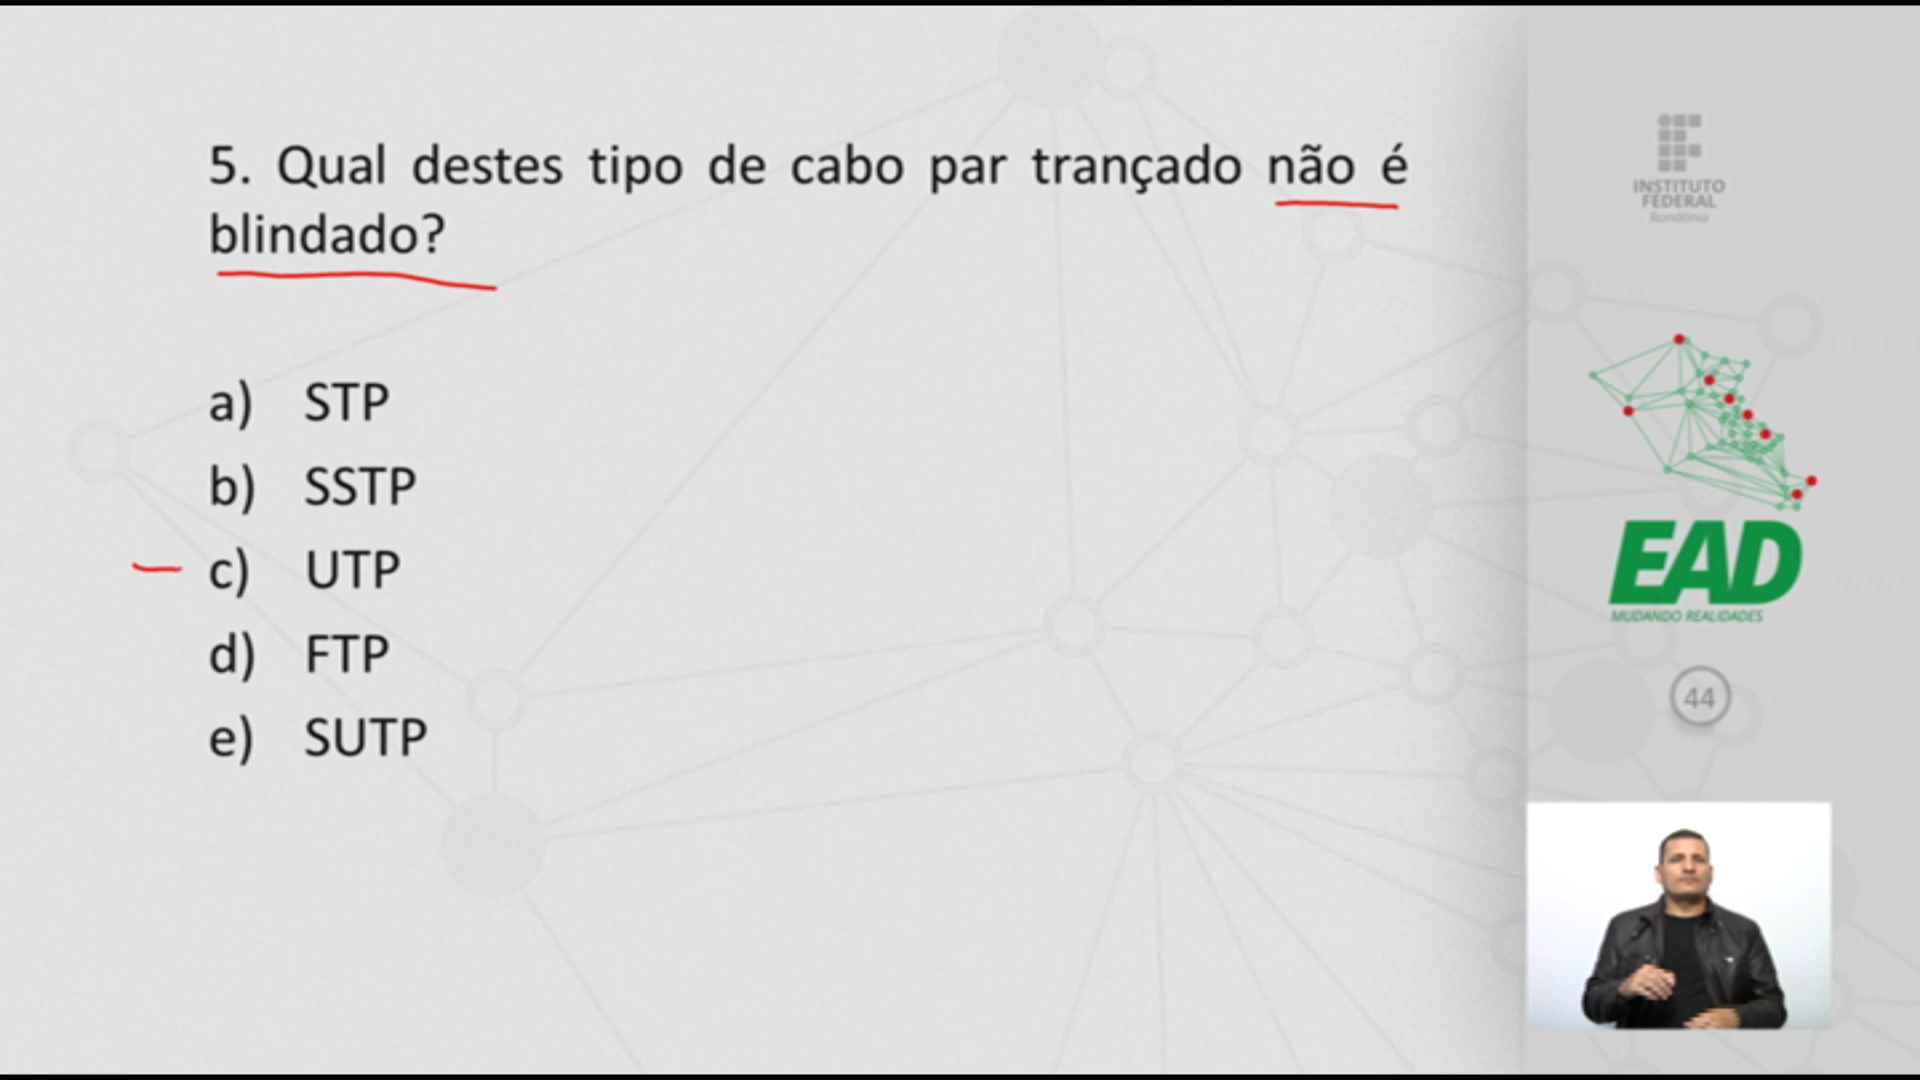 5. Qual destes tipo de cabo par trançado não é
blindado?
a) STP
b) SSTP
c) UTP
d) FTP
e) SUTP
INSTITUTO
FEDERAL
Rondônia
EAD
MUDANDO REALIDADES
44